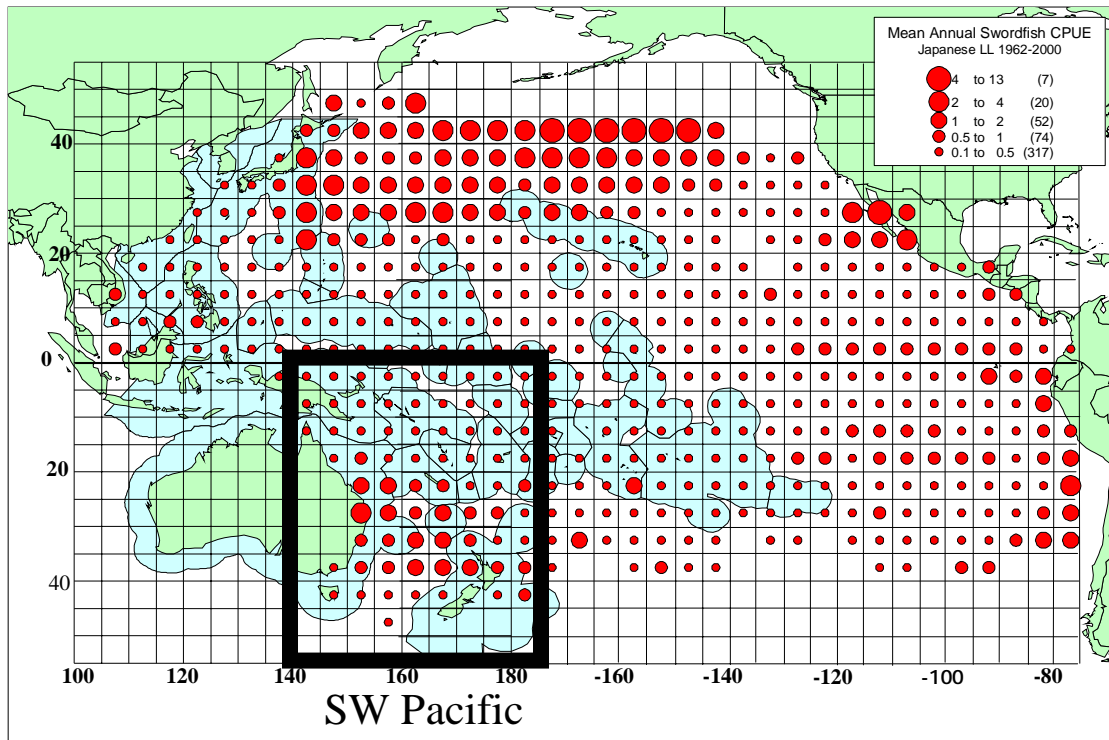 Mean Annual Swordfish CPUE
Japanese LL 1962-2000
4 to 13 (7)
2 to 4 (20)
1 to 2 (52)
0.5 to 1 (74)
0.1 to 0.5 (317)
40
20
0
20
40
100 120 140 160 180 -160 -140 -120 -100 -80
SW Pacific